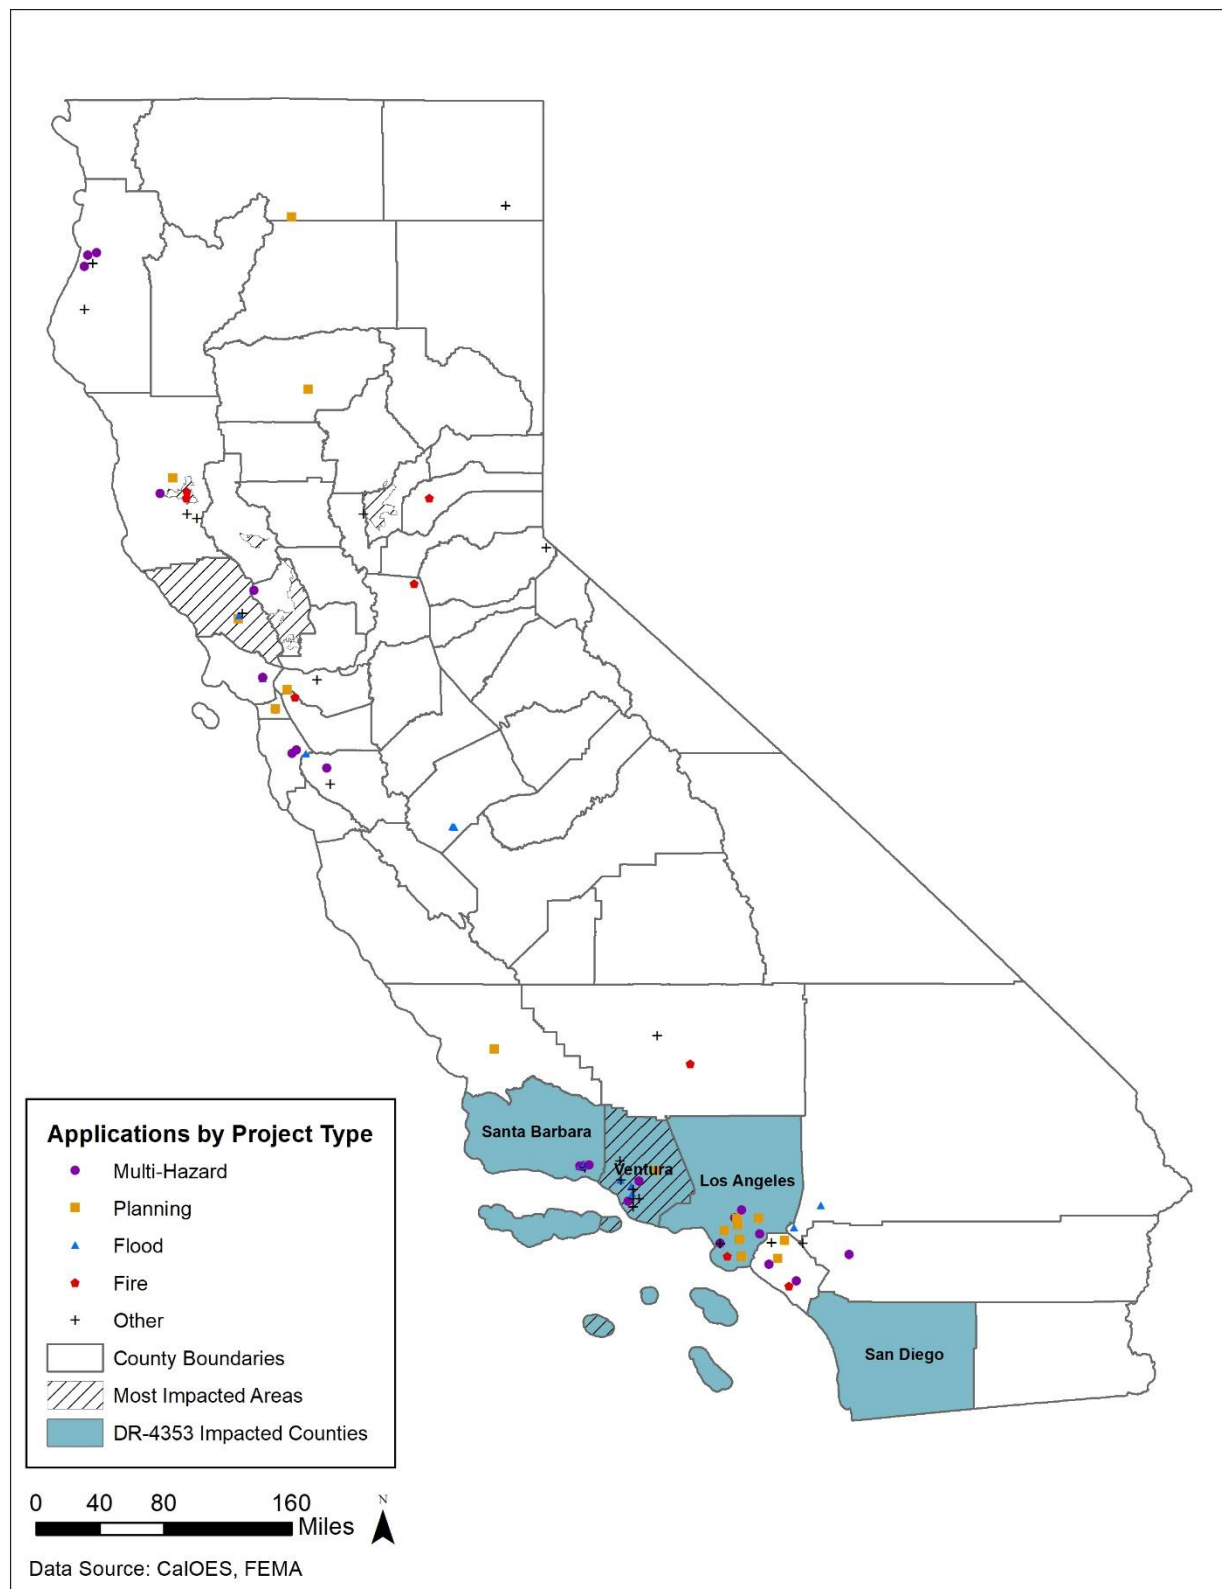 Santa Barbara
Ventura
Los Angeles
San Diego
Applications by Project Type
Multi-Hazard
Planning
Flood
Fire
Other
County Boundaries
Most Impacted Areas
DR-4353 Impacted Counties
0 40 80 160
Miles
N
Data Source: CalOES, FEMA